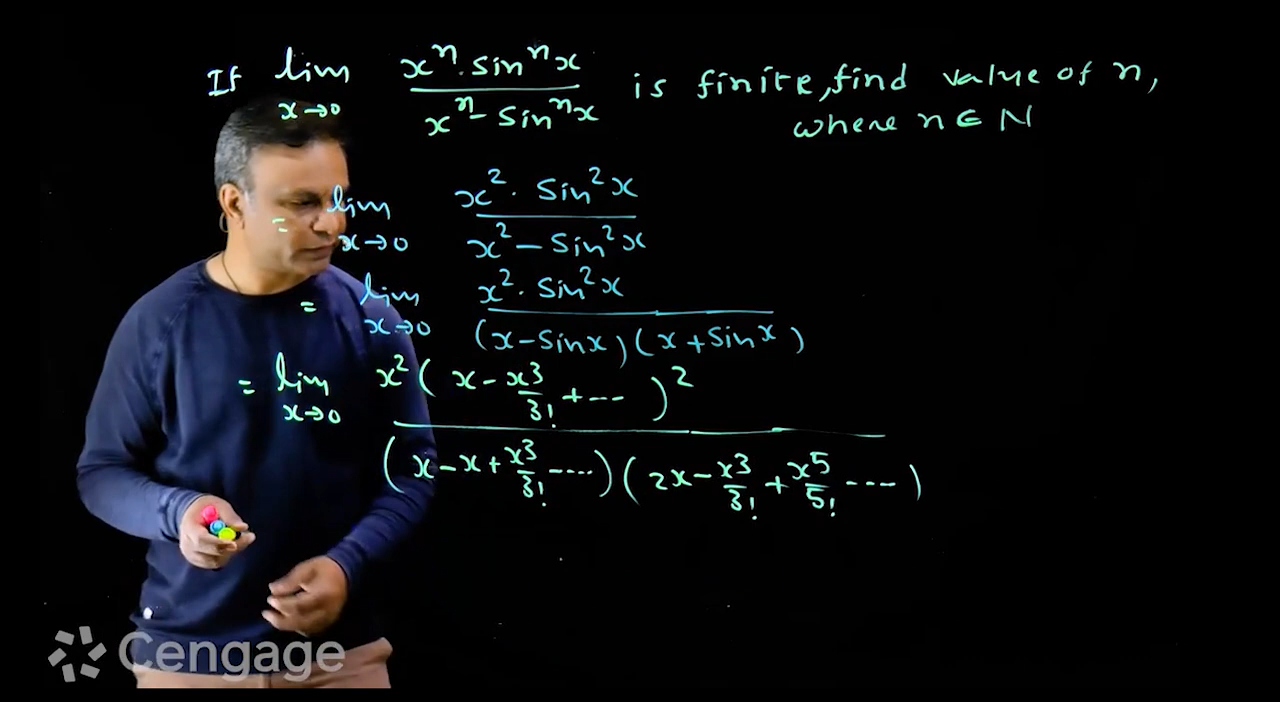 If lim x→0 xⁿ·sinⁿx / xⁿ-sinⁿx is finite, find value of n,
where n∈N
= lim x→0 x²·sin²x / x²-sin²x
= lim x→0 x²·sin²x / (x-sinx)(x+sinx)
= lim x→0 x²(x-x³/3!+---)² / (x-x+x³/3!----)(2x-x³/3!+x⁵/5!---)
Cengage